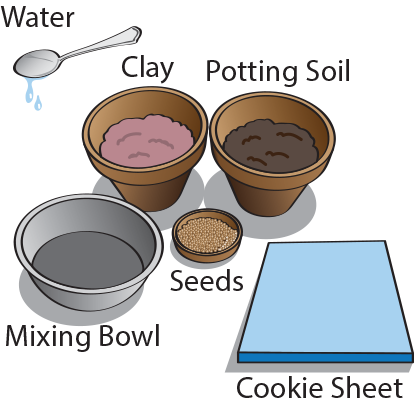 Water
Clay
Potting Soil
Seeds
Mixing Bowl
Cookie Sheet